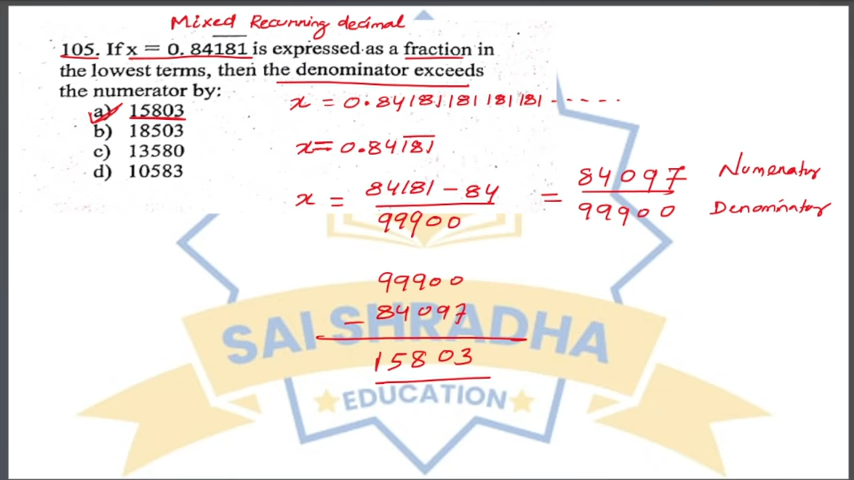 Mixed Recurring decimal
105. If x = 0. 84181 is expressed as a fraction in
the lowest terms, then the denominator exceeds
the numerator by:
a) 15803
b) 18503
c) 13580
d) 10583
x = 0.84181181181181-----
x = 0.84181
x = 84181 - 84
99900
= 84097 Numerator
99900 Denominator
99900
- 84097
15803
SAI SHRADHA
EDUCATION